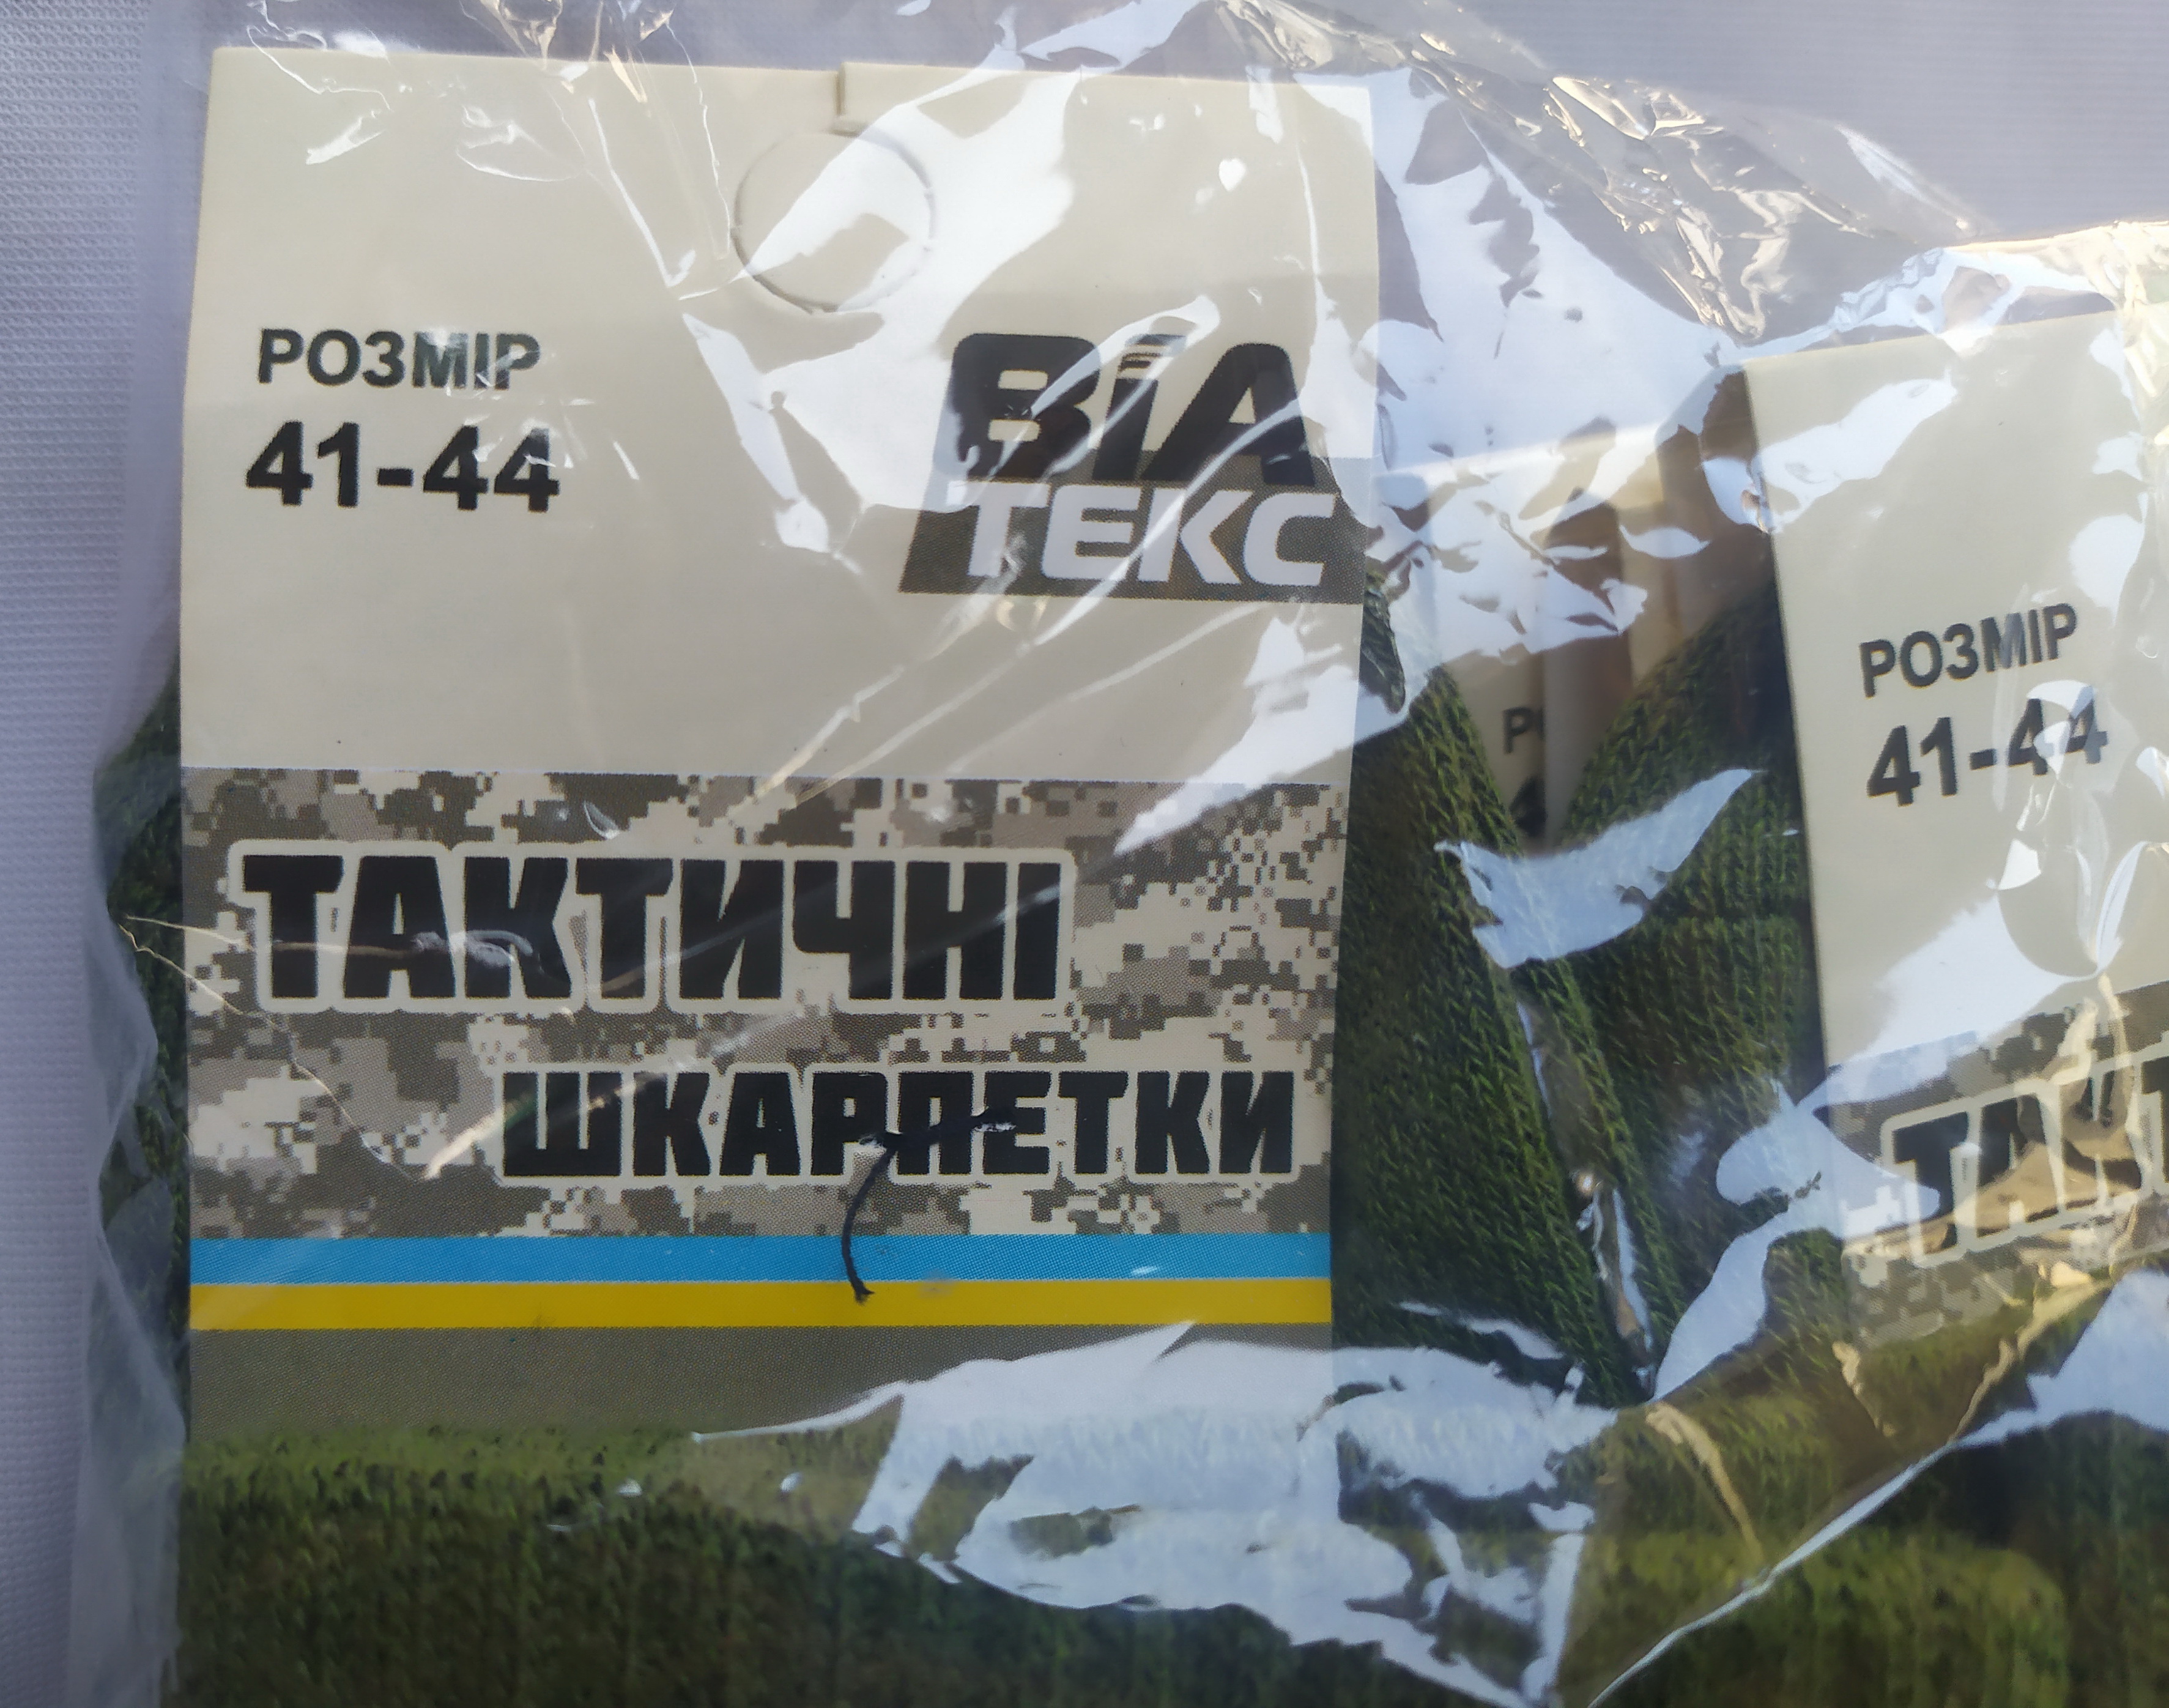 РОЗМІР
41-44
ВіА
ТЕКС
ТАКТИЧНІ
ШКАРПЕТКИ
РОЗМІР
41-44